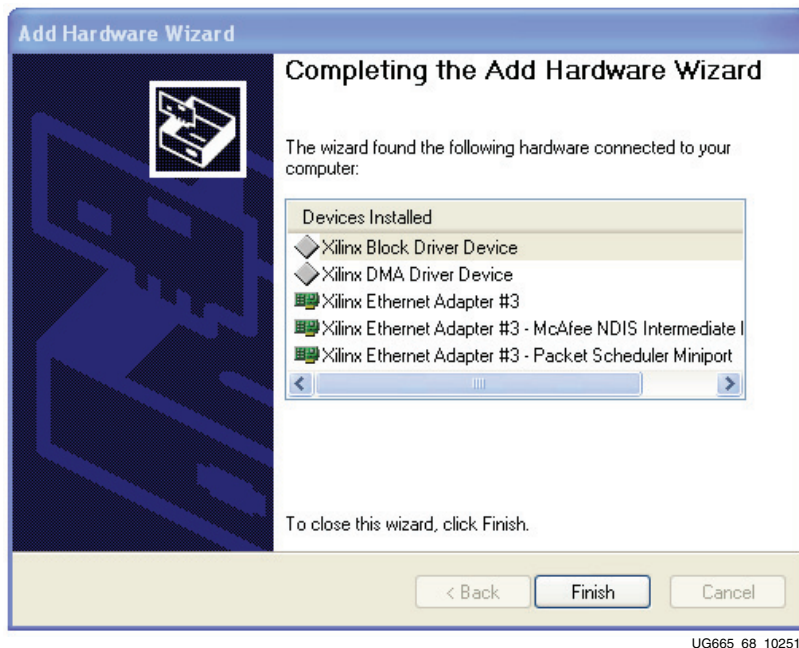 Add Hardware Wizard
Completing the Add Hardware Wizard
The wizard found the following hardware connected to your
computer:
Devices Installed
Xilinx Block Driver Device
Xilinx DMA Driver Device
Xilinx Ethernet Adapter #3
Xilinx Ethernet Adapter #3 - McAfee NDIS Intermediate
Xilinx Ethernet Adapter #3 - Packet Scheduler Miniport
To close this wizard, click Finish.
< Back
Finish
Cancel
UG665_68_10251